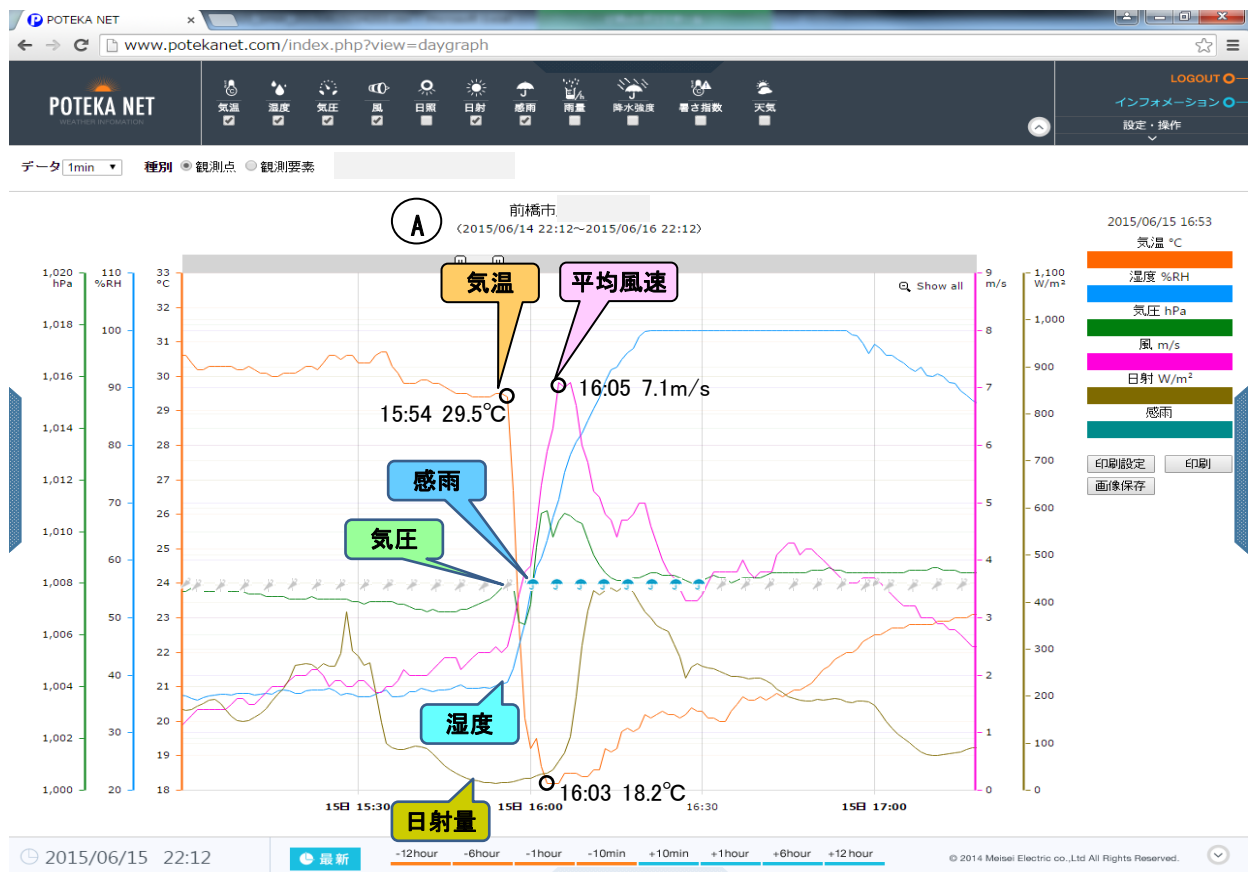 POTEKA NET
www.potekanet.com/index.php?view=daygraph
POTEKA NET
WEATHER INFOMATION
気温 湿度 気圧 風 日照 日射 感雨 雨量 降水強度 暑さ指数 天気
LOGOUT
インフォメーション
設定・操作
データ 1min 種別 観測点 観測要素
A
前橋市
(2015/06/14 22:12~2015/06/16 22:12)
2015/06/15 16:53
気温 °C
湿度 %RH
気圧 hPa
風 m/s
日射 W/m²
感雨
印刷設定 印刷
画像保存
1,020 110 33 9 1,100
hPa %RH °C m/s W/m²
Show all
気温
平均風速
32
1,018 1,000
100 8
31
1,016 30 900
90 7
16:05 7.1m/s
15:54 29.5℃
29 800
1,014 28
80 6
700
感雨
27
1,012
70 5
26 600
気圧
1,010
25
60 4
500
1,008 24
23 400
50 3
1,006
22 300
40 2
1,004 21
200
湿度
20
1,002 30 1
19 100
16:03 18.2℃
1,000 20 18 0 0
日射量
15日 15:30 15日 16:00 16:30 15日 17:00
2015/06/15 22:12
最新
-12hour -6hour -1hour -10min +10min +1hour +6hour +12hour
© 2014 Meisei Electric co.,Ltd All Rights Reserved.